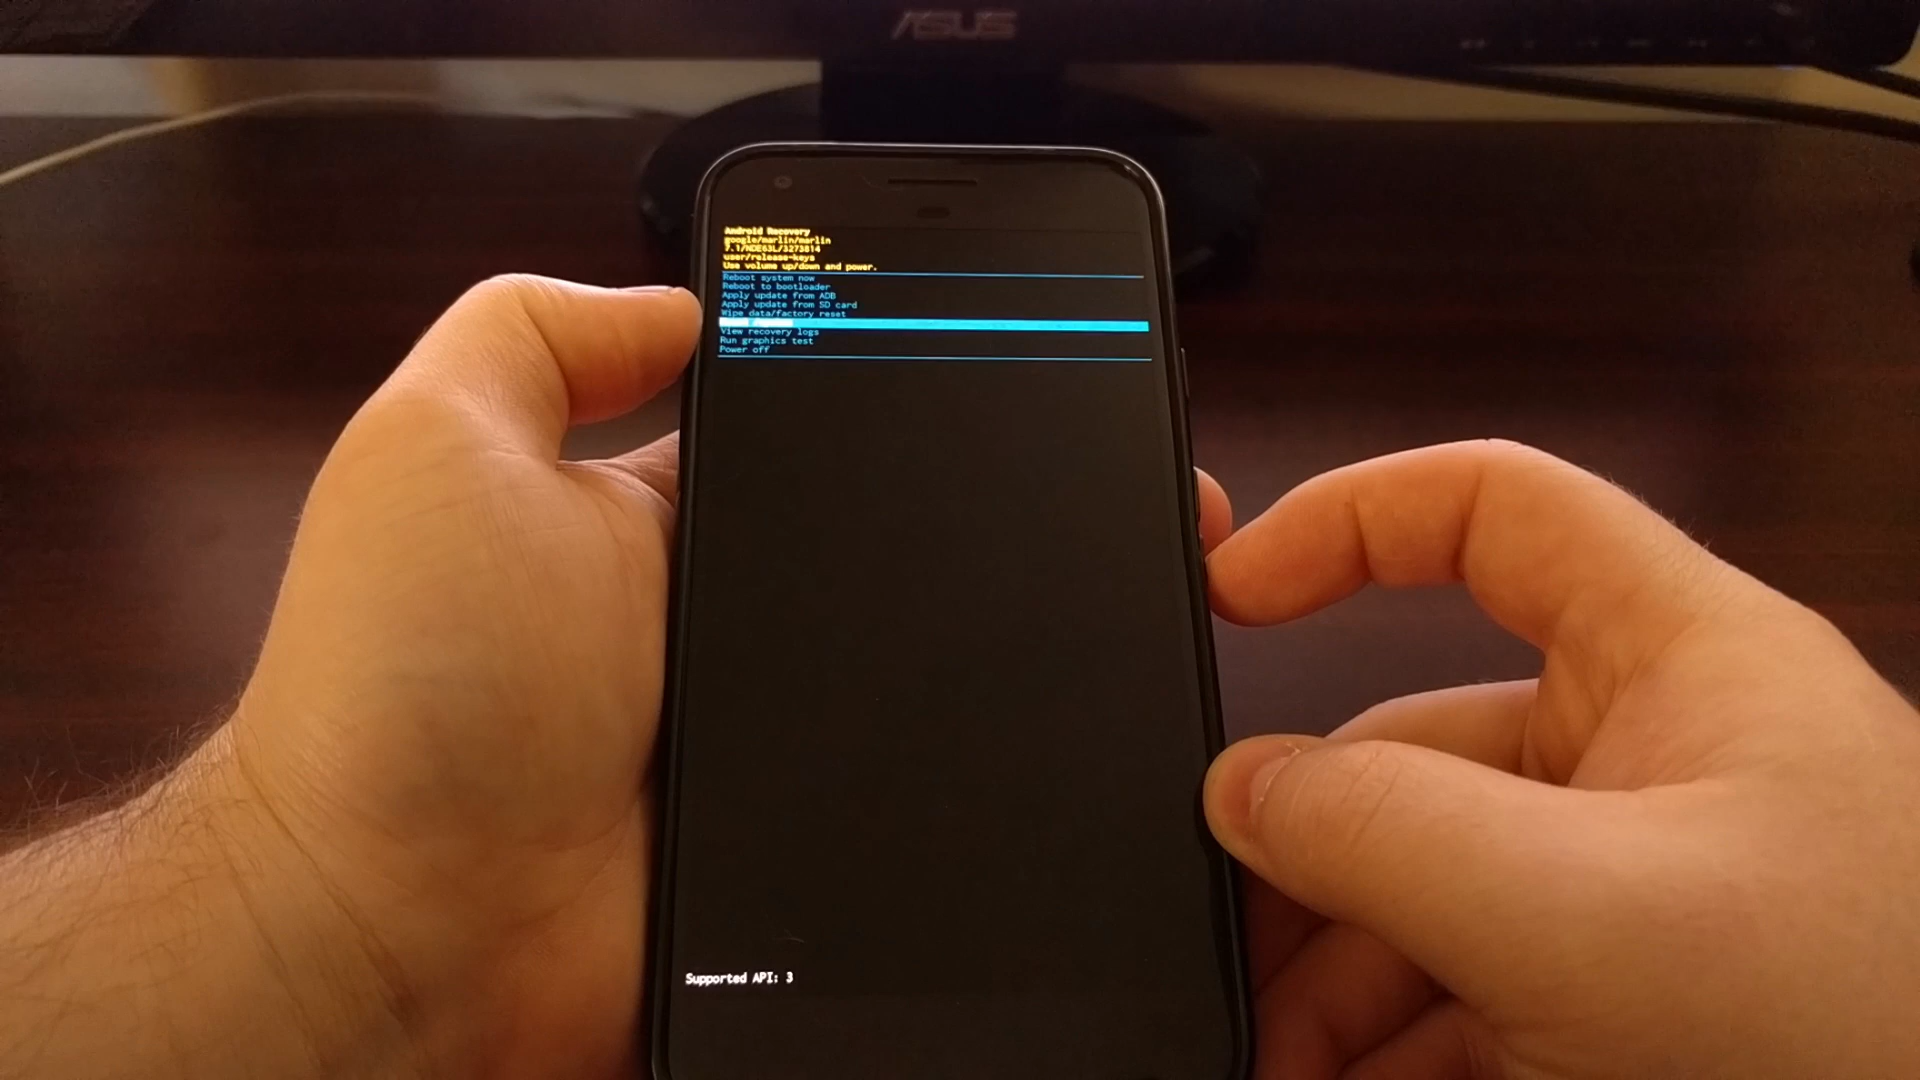 ASUS
Android Recovery
google/marlin/marlin
7.1/NDE63L/3273814
user/release-keys
Use volume up/down and power.
Reboot system now
Reboot to bootloader
Apply update from ADB
Apply update from SD card
Wipe data/factory reset
View recovery logs
Run graphics test
Power off
Supported API: 3